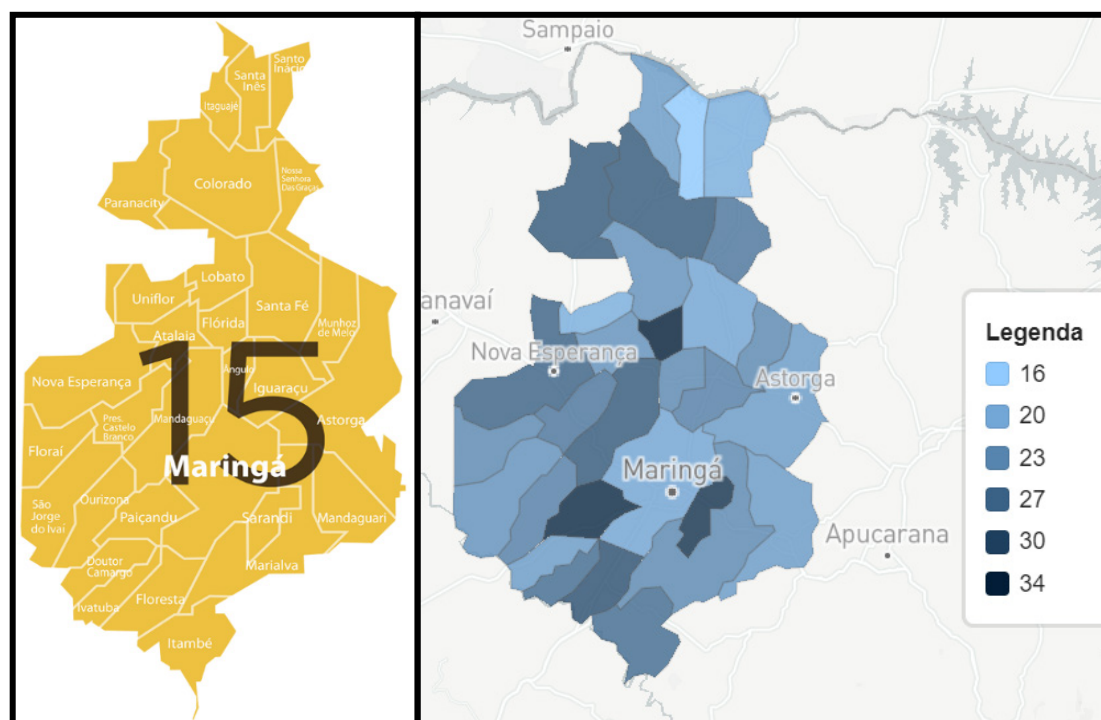 Santo
Inácio
Santa
Inês
Itaguajé
Nossa
Senhora
Das Graças
Colorado
Paranacity
Lobato
Uniflor
Santa Fé
Flórida
Munhoz
de Melo
Atalaia
15
Ângulo
Nova Esperança
Iguaraçu
Pres.
Castelo
Branco
Mandaguaçu
Astorga
Floraí
Maringá
Ourizona
São
Jorge
do Ivaí
Paiçandu
Sarandi
Mandaguari
Doutor
Camargo
Marialva
Ivatuba
Floresta
Itambé
Sampaio
anavaí
Nova Esperança
Astorga
Maringá
Apucarana
Legenda
16
20
23
27
30
34